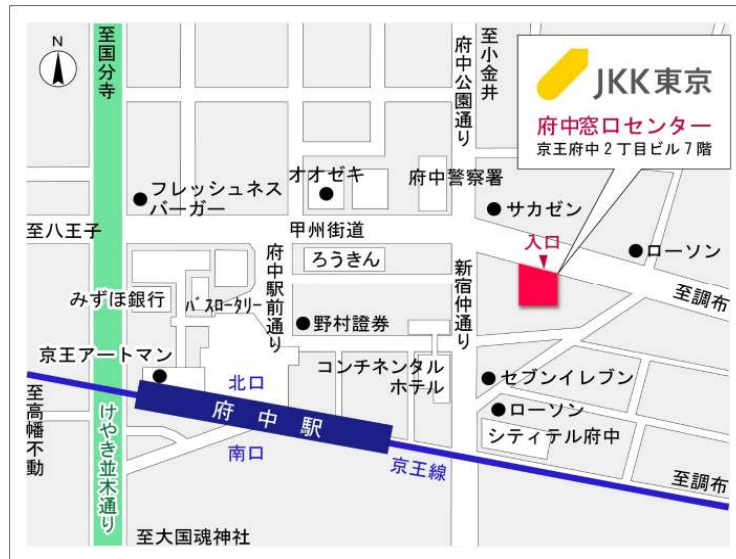 N
至国分寺
府中公園通り
至小金井
JKK東京
府中窓口センター
京王府中2丁目ビル7階
フレッシュネス
バーガー
オオゼキ
府中警察署
サカゼン
至八王子
甲州街道
入口
ローソン
ろうきん
府中駅前通り
新宿仲通り
みずほ銀行
バスロータリー
至調布
野村證券
京王アートマン
コンチネンタル
ホテル
セブンイレブン
北口
府中駅
ローソン
シティテル府中
至高幡不動
けやき並木通り
南口
京王線
至調布
至大国魂神社